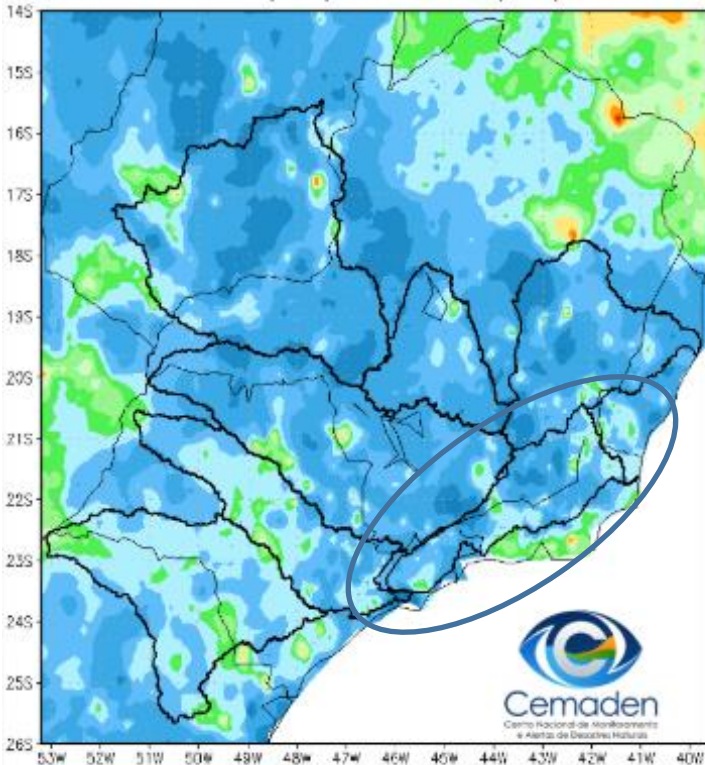 14S
15S
16S
17S
18S
19S
20S
21S
22S
23S
24S
25S
26S
53W 52W 51W 50W 49W 48W 47W 46W 45W 44W 43W 42W 41W 40W
Cemaden
Centro Nacional de Monitoramento
e Alertas de Desastres Naturais